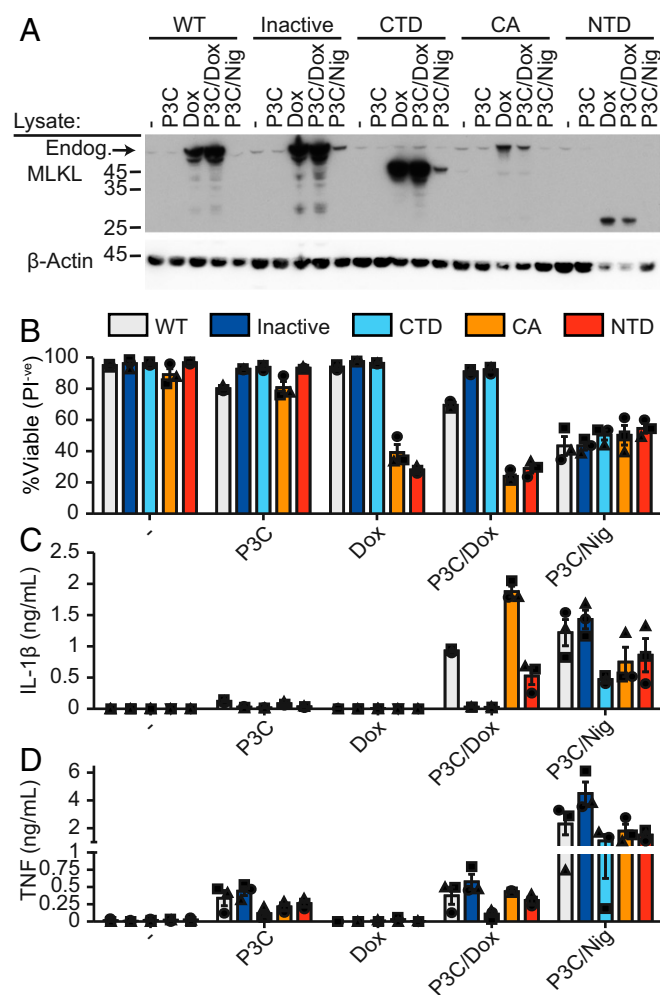 A
WT Inactive CTD CA NTD
- P3C Dox P3C/Dox P3C/Nig - P3C Dox P3C/Dox P3C/Nig - P3C Dox P3C/Dox P3C/Nig - P3C Dox P3C/Dox P3C/Nig - P3C Dox P3C/Dox P3C/Nig
Lysate:
Endog.
MLKL 45
35
25
β-Actin 45
B
WT Inactive CTD CA NTD
%Viable (PI-ve)
100
80
60
40
20
0
- P3C Dox P3C/Dox P3C/Nig
C
IL-1β (ng/mL)
2.5
2
1.5
1
0.5
0
- P3C Dox P3C/Dox P3C/Nig
D
TNF (ng/mL)
6
4
2
1
0.75
0.5
0.25
0
- P3C Dox P3C/Dox P3C/Nig